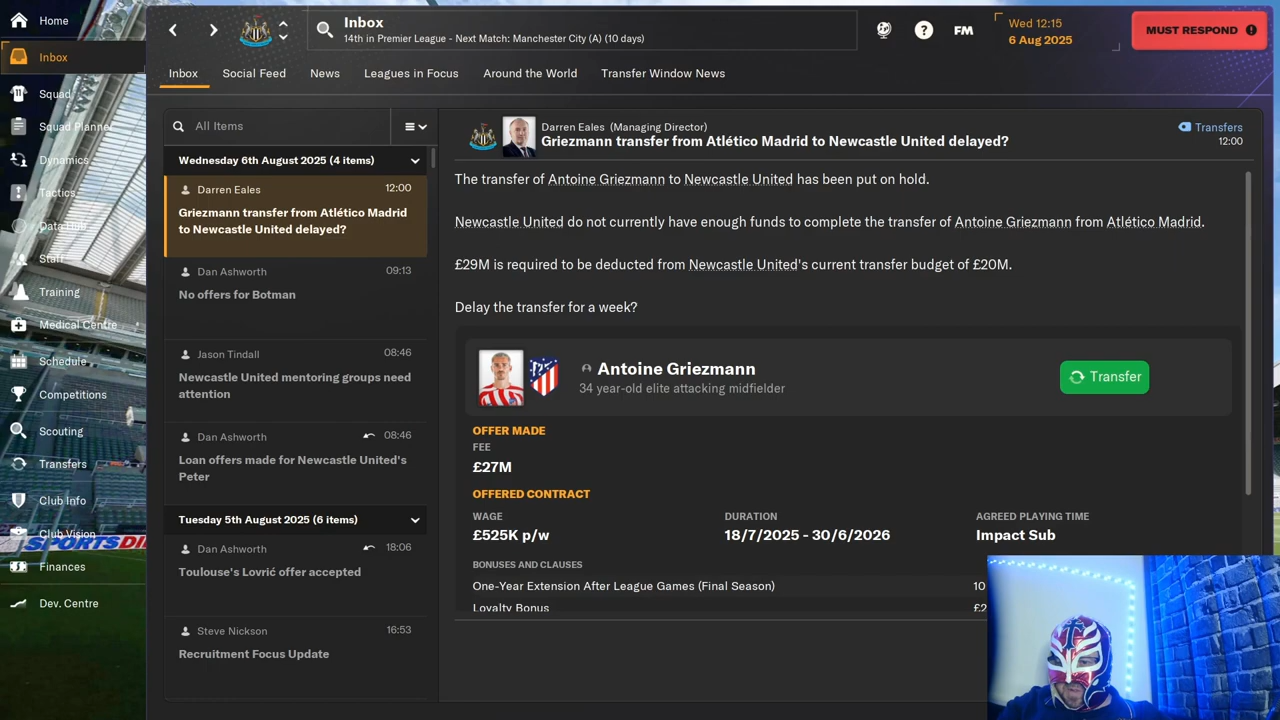 Home
Inbox
Squad
Squad Planner
Dynamics
Tactics
Data Hub
Staff
Training
Medical Centre
Schedule
Competitions
Scouting
Transfers
Club Info
Club Vision
SPORTS DI
Finances
Dev. Centre
Inbox
14th in Premier League - Next Match: Manchester City (A) (10 days)
?
FM
Wed 12:15
6 Aug 2025
MUST RESPOND
Inbox
Social Feed
News
Leagues in Focus
Around the World
Transfer Window News
All Items
Wednesday 6th August 2025 (4 items)
Darren Eales 12:00
Griezmann transfer from Atlético Madrid
to Newcastle United delayed?
Dan Ashworth 09:13
No offers for Botman
Jason Tindall 08:46
Newcastle United mentoring groups need
attention
Dan Ashworth 08:46
Loan offers made for Newcastle United's
Peter
Tuesday 5th August 2025 (6 items)
Dan Ashworth 18:06
Toulouse's Lovrić offer accepted
Steve Nickson 16:53
Recruitment Focus Update
Darren Eales (Managing Director)
Griezmann transfer from Atlético Madrid to Newcastle United delayed?
Transfers
12:00
The transfer of Antoine Griezmann to Newcastle United has been put on hold.
Newcastle United do not currently have enough funds to complete the transfer of Antoine Griezmann from Atlético Madrid.
£29M is required to be deducted from Newcastle United's current transfer budget of £20M.
Delay the transfer for a week?
Antoine Griezmann
34 year-old elite attacking midfielder
Transfer
OFFER MADE
FEE
£27M
OFFERED CONTRACT
WAGE
£525K p/w
DURATION
18/7/2025 - 30/6/2026
AGREED PLAYING TIME
Impact Sub
BONUSES AND CLAUSES
One-Year Extension After League Games (Final Season) 10
Loyalty Bonus £2